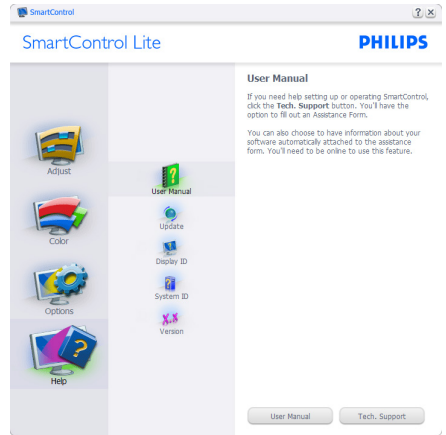 SmartControl
SmartControl Lite
PHILIPS
Adjust
Color
Options
Help
User Manual
Update
Display ID
System ID
X.X
Version
User Manual
If you need help setting up or operating SmartControl,
click the Tech. Support button. You'll have the
option to fill out an Assistance Form.
You can also choose to have information about your
software automatically attached to the assistance
form. You'll need to be online to use this feature.
User Manual
Tech. Support